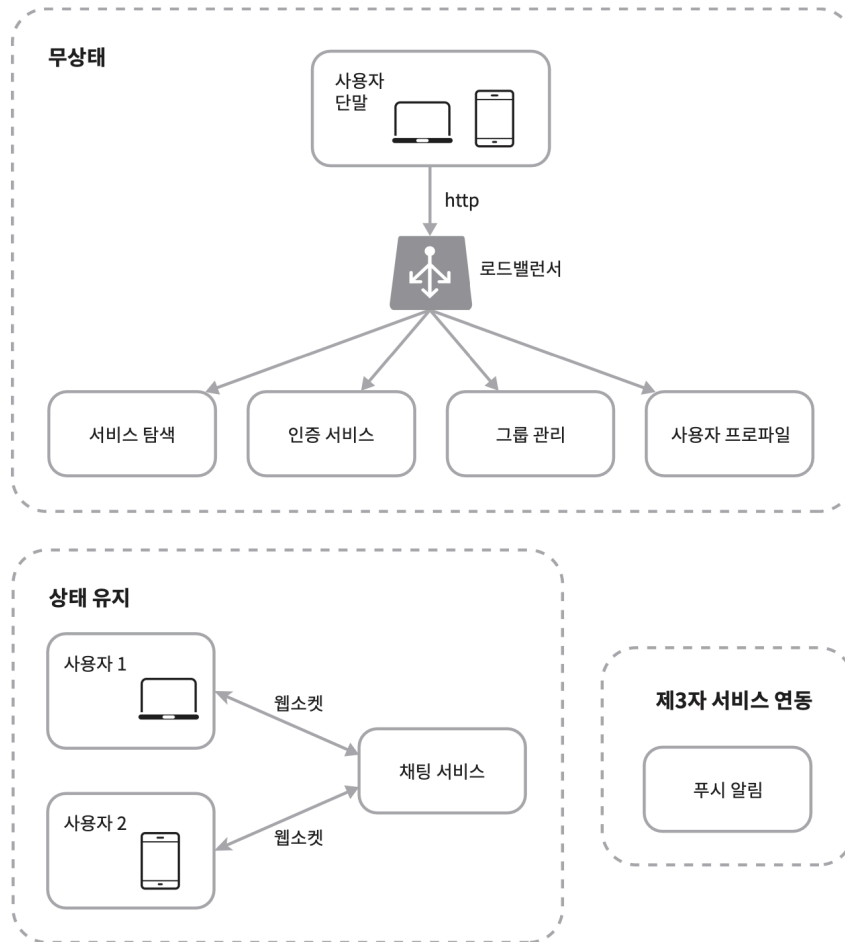 무상태
사용자
단말
http
로드밸런서
서비스 탐색
인증 서비스
그룹 관리
사용자 프로파일
상태 유지
사용자 1
웹소켓
채팅 서비스
사용자 2
웹소켓
제3자 서비스 연동
푸시 알림